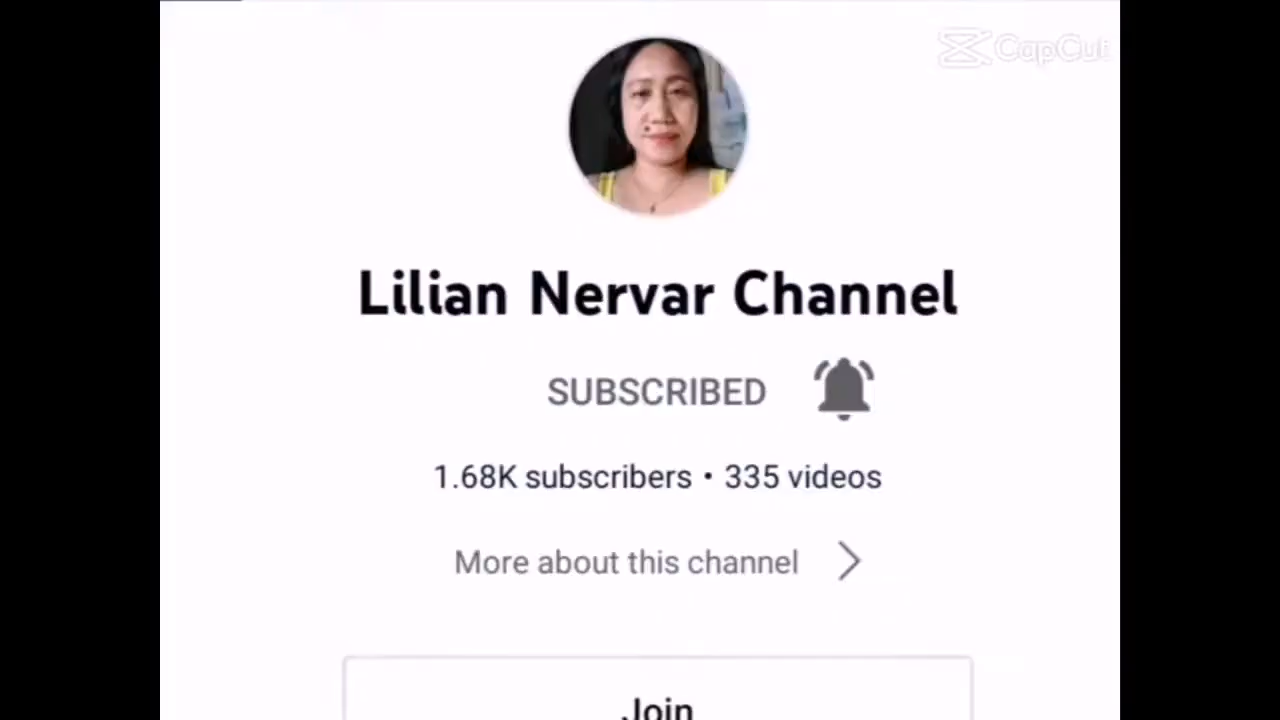 CapCut
Lilian Nervar Channel
SUBSCRIBED
1.68K subscribers • 335 videos
More about this channel
Join